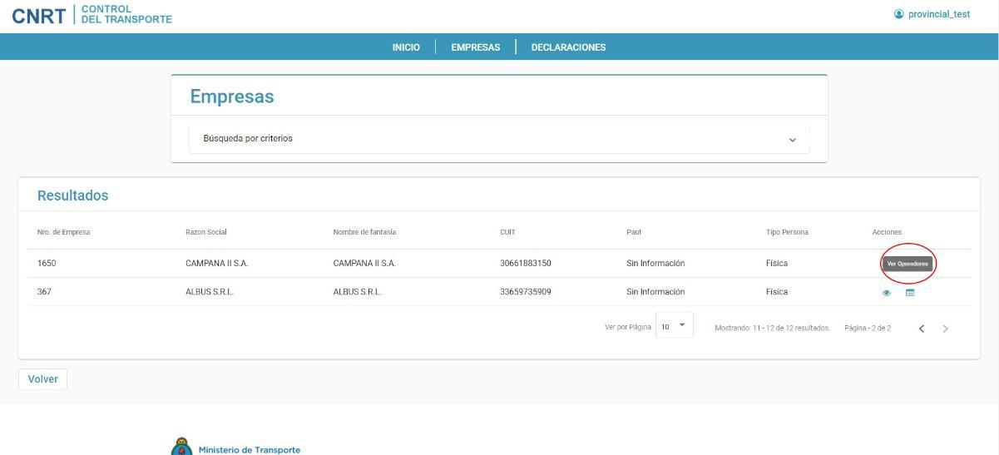 CNRT CONTROL DEL TRANSPORTE
provincial_test
INICIO EMPRESAS DECLARACIONES
Empresas
Búsqueda por criterios
Resultados
Nro. de Empresa Razon Social Nombre de fantasía CUIT Paut Tipo Persona Acciones
1650 CAMPANA II S.A. CAMPANA II S.A. 30661883150 Sin Información Física Ver Operadores
367 ALBUS S.R.L. ALBUS S.R.L. 33659735909 Sin Información Física
Ver por Página 10 Mostrando: 11 - 12 de 12 resultados. Página - 2 de 2
Volver
Ministerio de Transporte